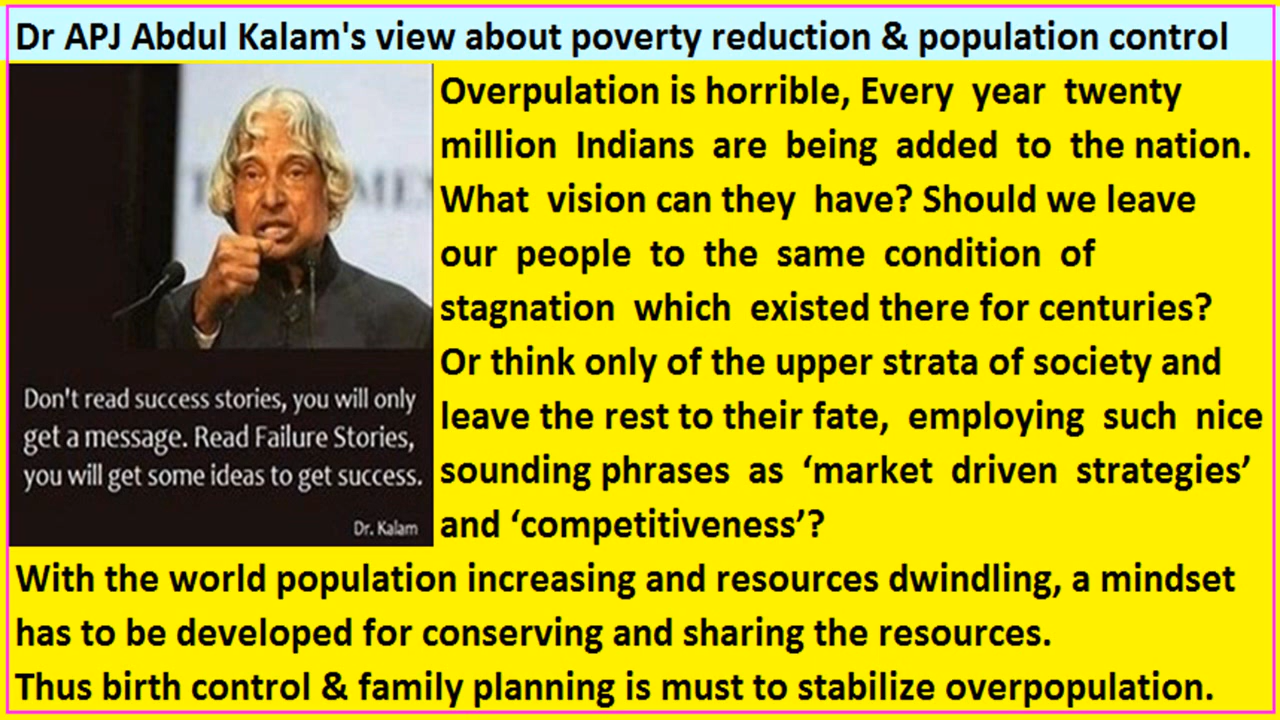 Dr APJ Abdul Kalam's view about poverty reduction & population control
Overpulation is horrible, Every year twenty
million Indians are being added to the nation.
What vision can they have? Should we leave
our people to the same condition of
stagnation which existed there for centuries?
Or think only of the upper strata of society and
leave the rest to their fate, employing such nice
sounding phrases as ‘market driven strategies’
and ‘competitiveness’?
Don't read success stories, you will only
get a message. Read Failure Stories,
you will get some ideas to get success.
Dr. Kalam
With the world population increasing and resources dwindling, a mindset
has to be developed for conserving and sharing the resources.
Thus birth control & family planning is must to stabilize overpopulation.